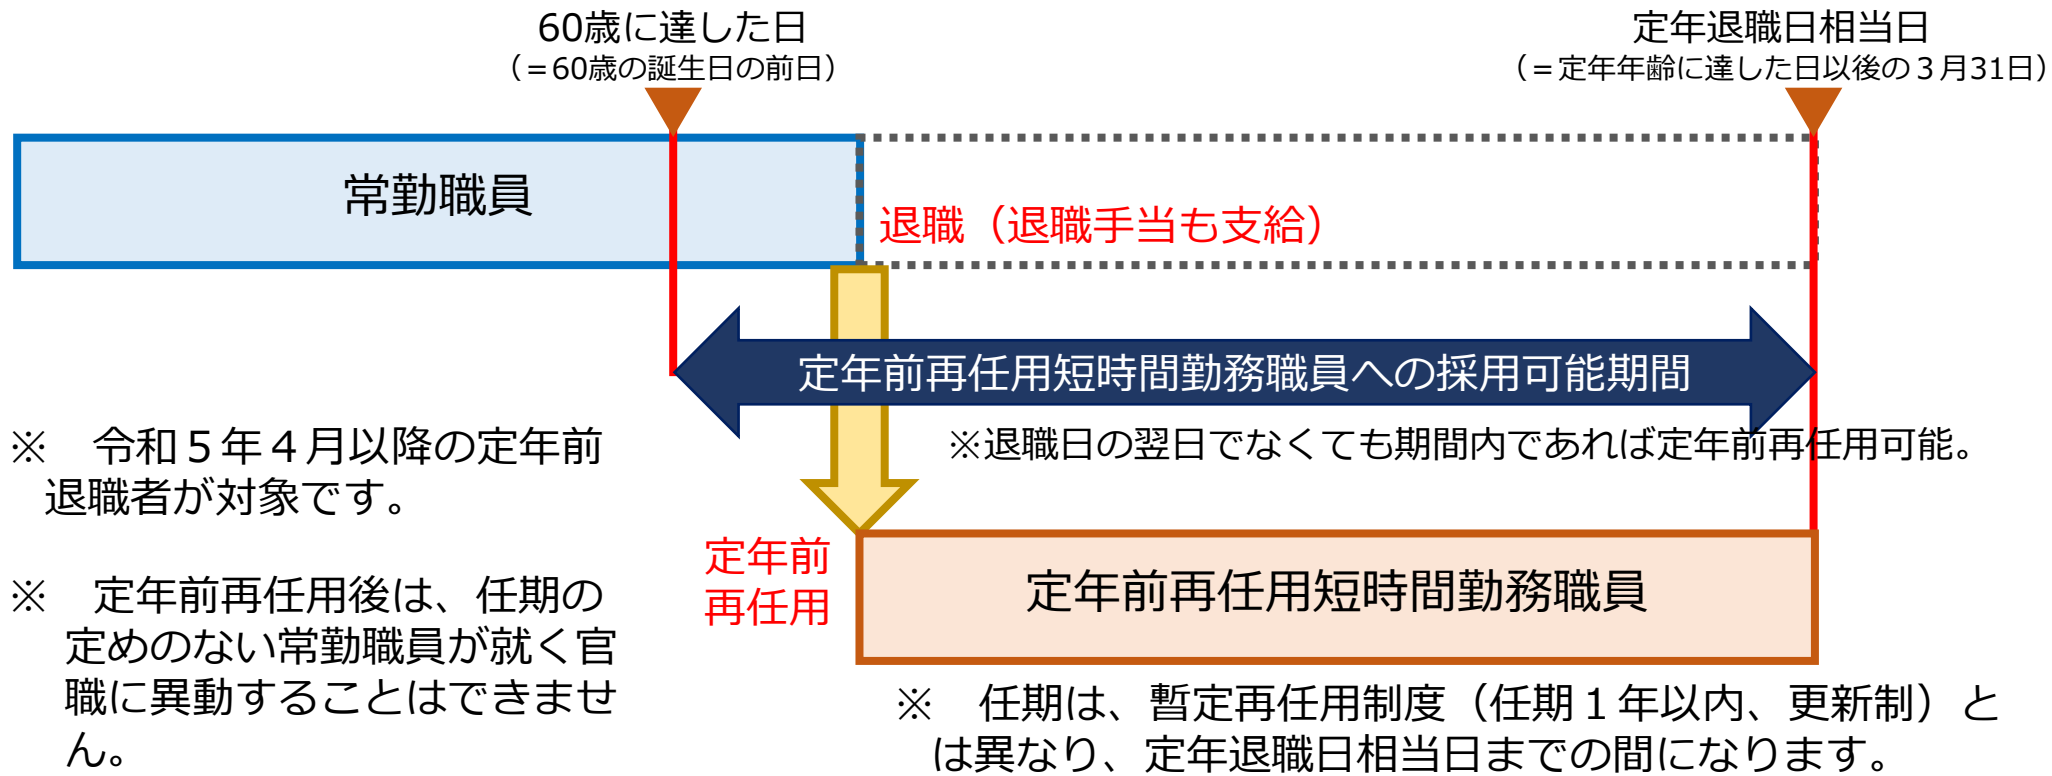 60歳に達した日
（＝60歳の誕生日の前日）
定年退職日相当日
（＝定年年齢に達した日以後の３月31日）
常勤職員
退職（退職手当も支給）
定年前再任用短時間勤務職員への採用可能期間
※退職日の翌日でなくても期間内であれば定年前再任用可能。
※　令和５年４月以降の定年前
退職者が対象です。
※　定年前再任用後は、任期の
定めのない常勤職員が就く官
職に異動することはできませ
ん。
定年前
再任用
定年前再任用短時間勤務職員
※　任期は、暫定再任用制度（任期１年以内、更新制）と
は異なり、定年退職日相当日までの間になります。